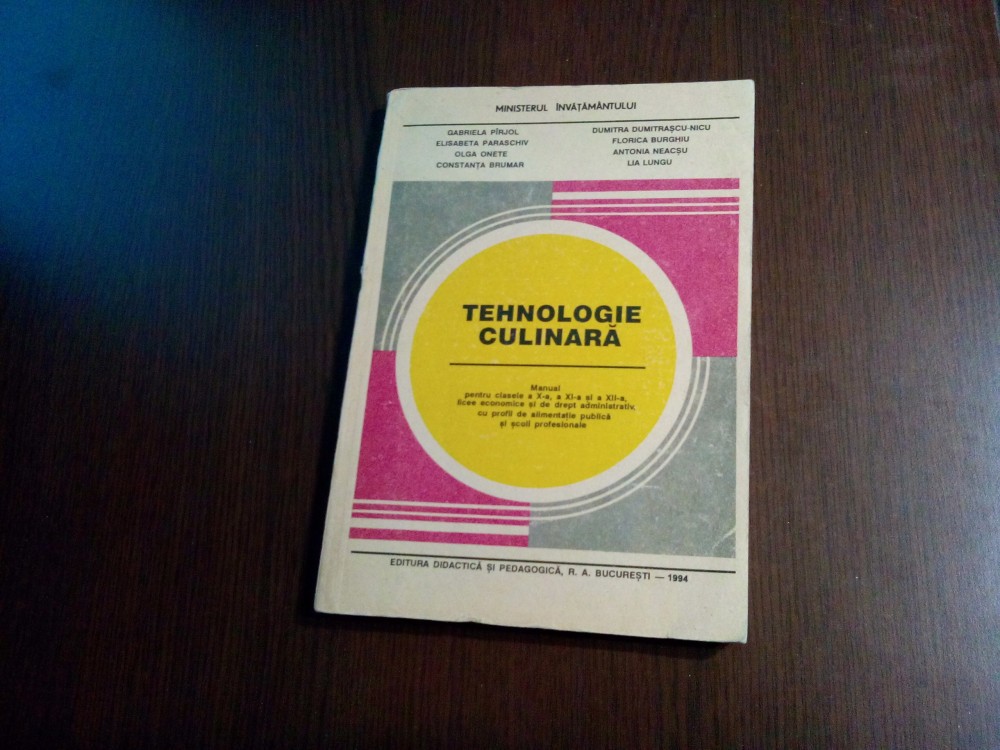 MINISTERUL ÎNVĂȚĂMÂNTULUI
GABRIELA PÎRJOL
ELISABETA PARASCHIV
OLGA ONETE
CONSTANȚA BRUMAR
DUMITRA DUMITRAȘCU-NICU
FLORICA BURGHIU
ANTONIA NEACȘU
LIA LUNGU
TEHNOLOGIE
CULINARĂ
Manual
pentru clasele a X-a, a XI-a și a XII-a,
licee economice și de drept administrativ,
cu profil de alimentație publică
și școli profesionale
EDITURA DIDACTICĂ ȘI PEDAGOGICĂ, R. A. BUCUREȘTI — 1994